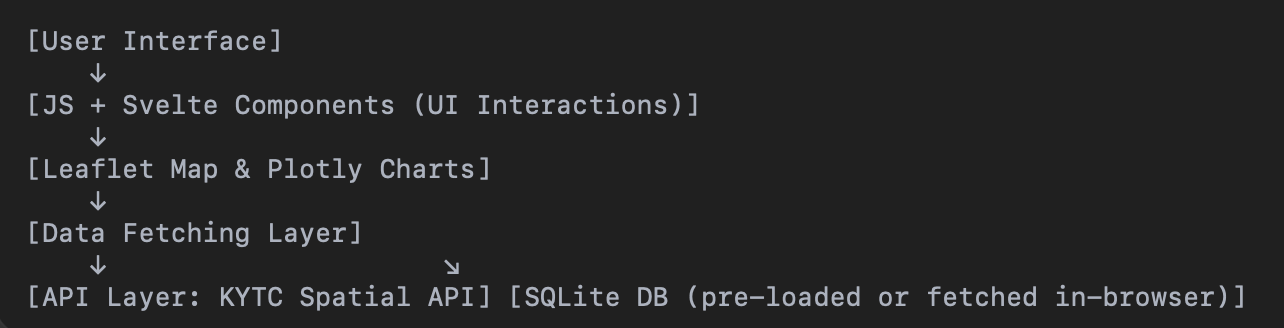 [User Interface]
↓
[JS + Svelte Components (UI Interactions)]
↓
[Leaflet Map & Plotly Charts]
↓
[Data Fetching Layer]
↓ ↘
[API Layer: KYTC Spatial API] [SQLite DB (pre-loaded or fetched in-browser)]